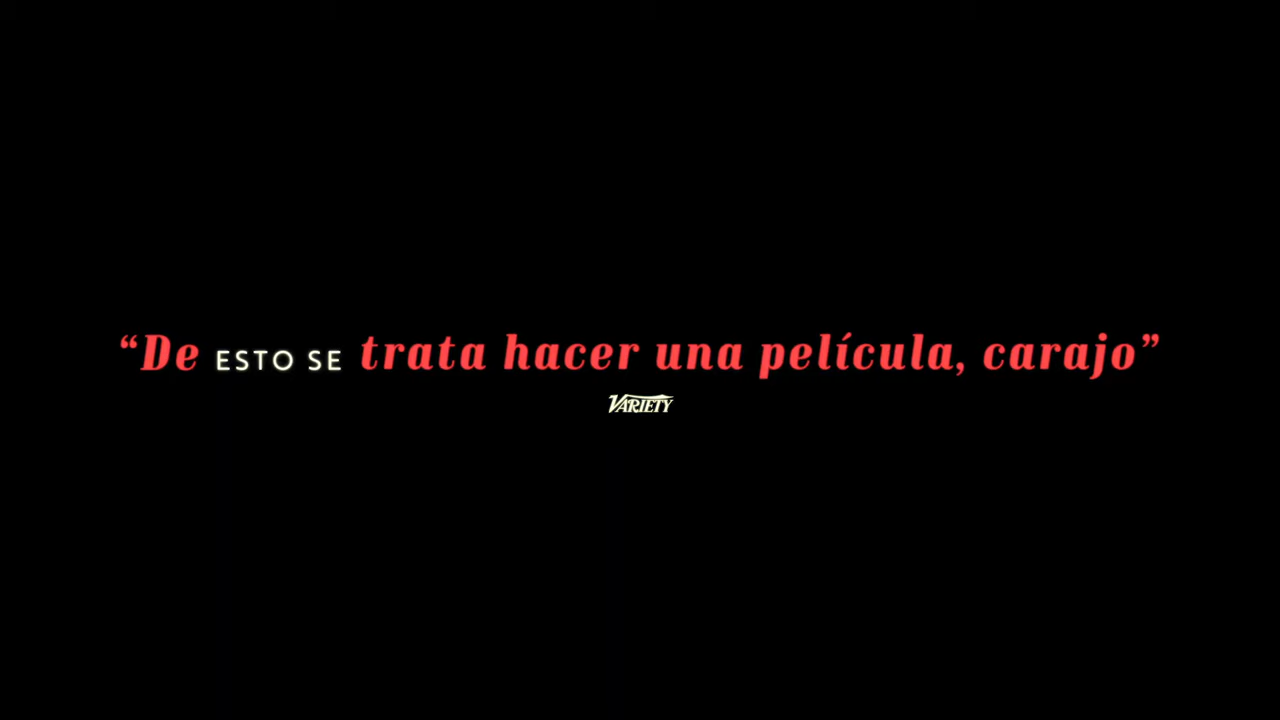 “De ESTO SE trata hacer una película, carajo”
VARIETY